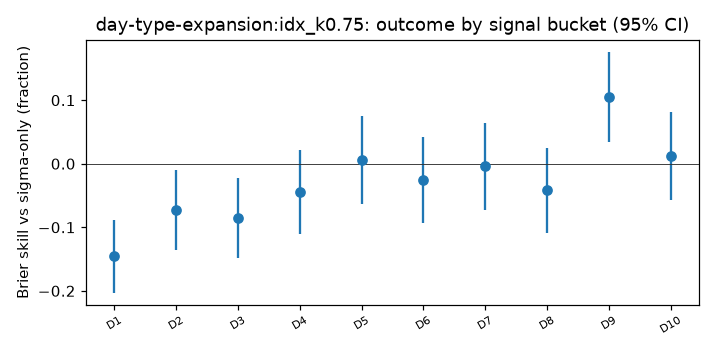 day-type-expansion:idx_k0.75: outcome by signal bucket (95% CI)
Brier skill vs sigma-only (fraction)
0.1
0.0
−0.1
−0.2
D1
D2
D3
D4
D5
D6
D7
D8
D9
D10